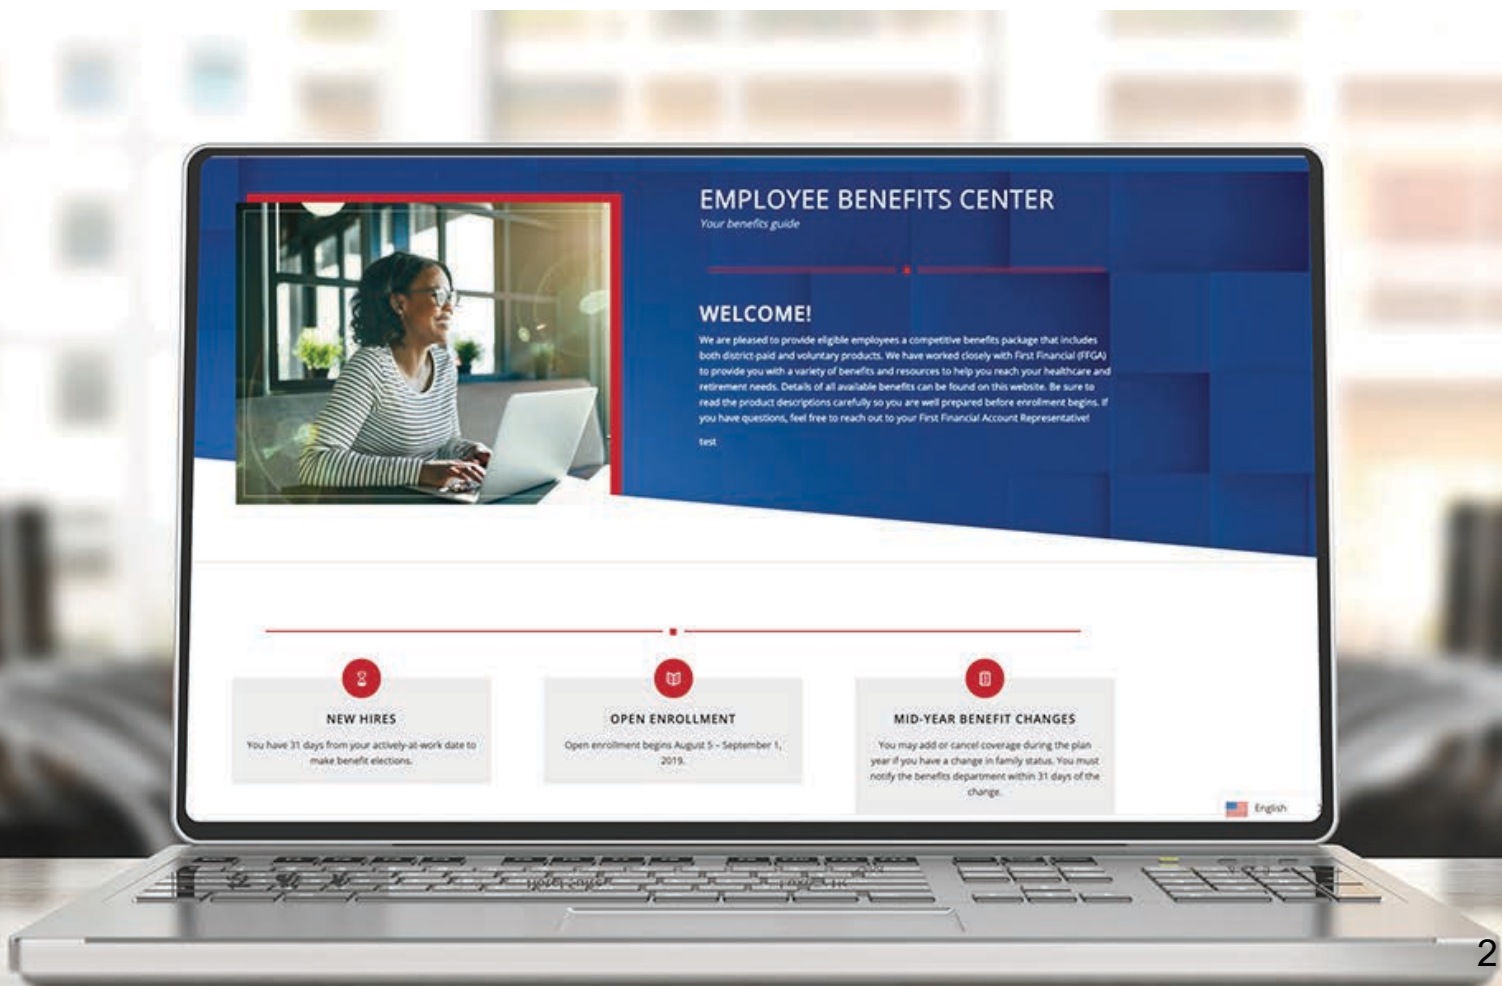 EMPLOYEE BENEFITS CENTER
Your benefits guide
WELCOME!
We are pleased to provide eligible employees a competitive benefits package that includes
both district-paid and voluntary products. We have worked closely with First Financial (FFGA)
to provide you with a variety of benefits and resources to help you reach your healthcare and
retirement needs. Details of all available benefits can be found on this website. Be sure to
read the product descriptions carefully so you are well prepared before enrollment begins. If
you have questions, feel free to reach out to your First Financial Account Representative!
test
NEW HIRES
You have 31 days from your actively-at-work date to
make benefit elections.
OPEN ENROLLMENT
Open enrollment begins August 5 – September 1,
2019.
MID-YEAR BENEFIT CHANGES
You may add or cancel coverage during the plan
year if you have a change in family status. You must
notify the benefits department within 31 days of the
change.
English
2